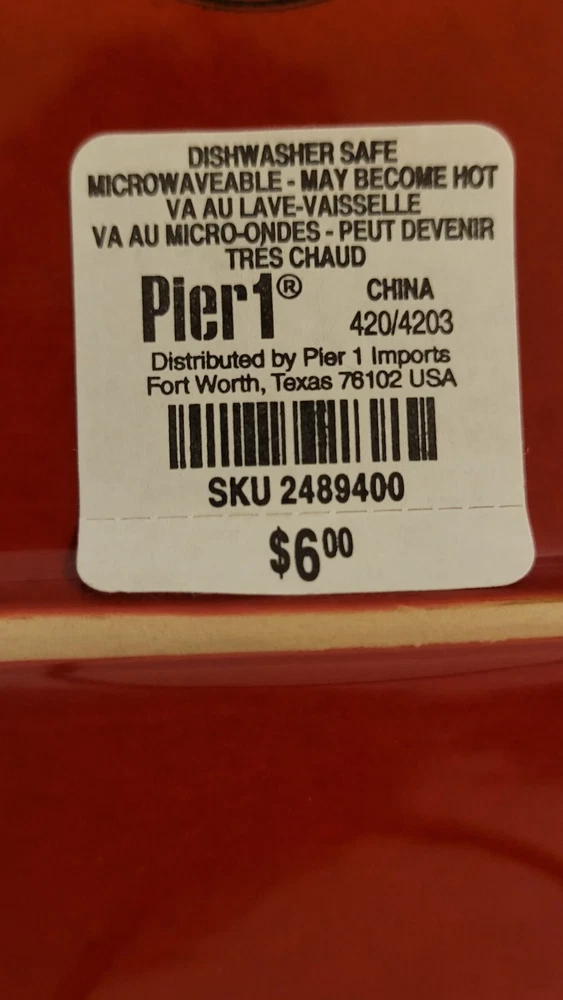 DISHWASHER SAFE
MICROWAVEABLE - MAY BECOME HOT
VA AU LAVE-VAISSELLE
VA AU MICRO-ONDES - PEUT DEVENIR
TRES CHAUD
Pier1® CHINA
420/4203
Distributed by Pier 1 Imports
Fort Worth, Texas 76102 USA
SKU 2489400
$600